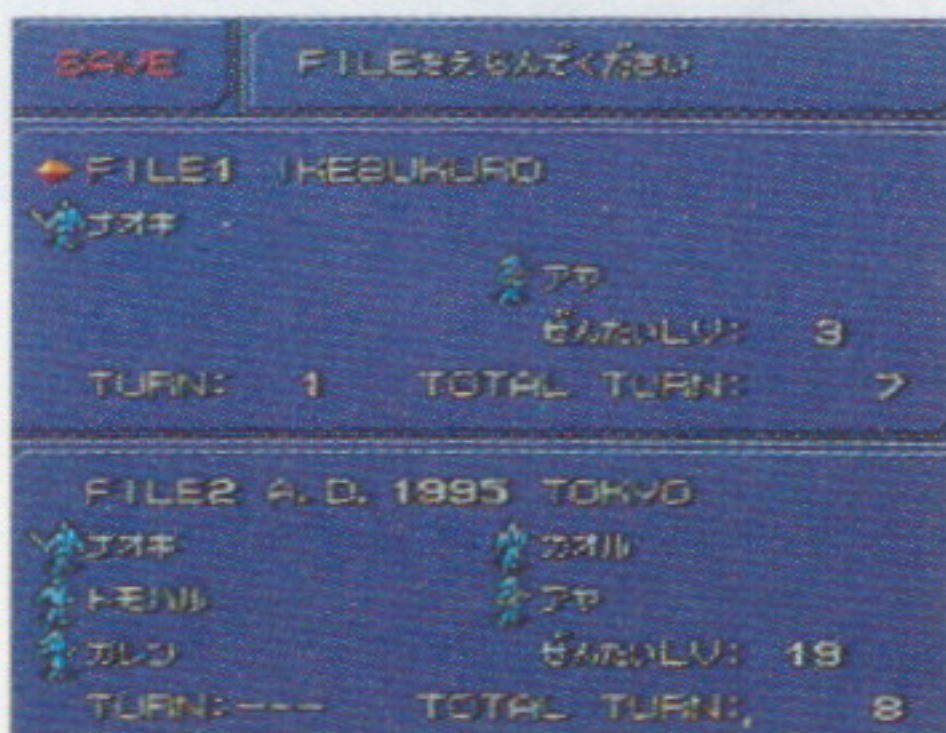 SAVE FILEをえらんでください
FILE1 IKEBUKURO
ナオキ
アヤ
ぜんたいLV: 3
TURN: 1 TOTAL TURN: 7
FILE2 A.D. 1995 TOKYO
ナオキ カオル
トモハル アヤ
カレン ぜんたいLV: 19
TURN:--- TOTAL TURN: 8